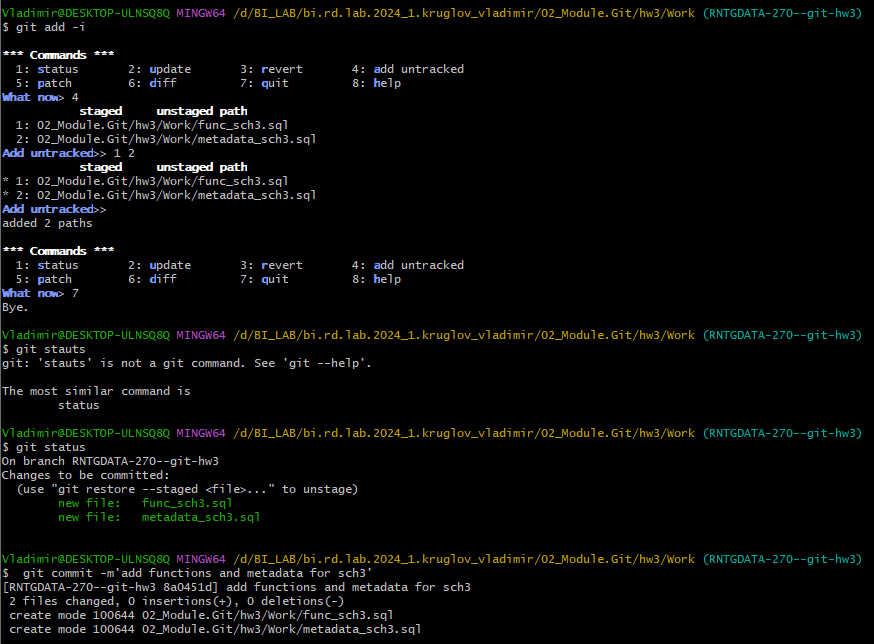 Vladimir@DESKTOP-ULNSQ8Q MINGW64 /d/BI_LAB/bi.rd.lab.2024_1.kruglov_vladimir/02_Module.Git/hw3/Work (RNTGDATA-270--git-hw3)
$ git add -i
*** Commands ***
1: status 2: update 3: revert 4: add untracked
5: patch 6: diff 7: quit 8: help
What now> 4
staged unstaged path
1: 02_Module.Git/hw3/Work/func_sch3.sql
2: 02_Module.Git/hw3/Work/metadata_sch3.sql
Add untracked>> 1 2
staged unstaged path
* 1: 02_Module.Git/hw3/Work/func_sch3.sql
* 2: 02_Module.Git/hw3/Work/metadata_sch3.sql
Add untracked>>
added 2 paths
*** Commands ***
1: status 2: update 3: revert 4: add untracked
5: patch 6: diff 7: quit 8: help
What now> 7
Bye.
Vladimir@DESKTOP-ULNSQ8Q MINGW64 /d/BI_LAB/bi.rd.lab.2024_1.kruglov_vladimir/02_Module.Git/hw3/Work (RNTGDATA-270--git-hw3)
$ git stauts
git: 'stauts' is not a git command. See 'git --help'.
The most similar command is
status
Vladimir@DESKTOP-ULNSQ8Q MINGW64 /d/BI_LAB/bi.rd.lab.2024_1.kruglov_vladimir/02_Module.Git/hw3/Work (RNTGDATA-270--git-hw3)
$ git status
On branch RNTGDATA-270--git-hw3
Changes to be committed:
(use "git restore --staged <file>..." to unstage)
new file: func_sch3.sql
new file: metadata_sch3.sql
Vladimir@DESKTOP-ULNSQ8Q MINGW64 /d/BI_LAB/bi.rd.lab.2024_1.kruglov_vladimir/02_Module.Git/hw3/Work (RNTGDATA-270--git-hw3)
$ git commit -m'add functions and metadata for sch3'
[RNTGDATA-270--git-hw3 8a0451d] add functions and metadata for sch3
2 files changed, 0 insertions(+), 0 deletions(-)
create mode 100644 02_Module.Git/hw3/Work/func_sch3.sql
create mode 100644 02_Module.Git/hw3/Work/metadata_sch3.sql